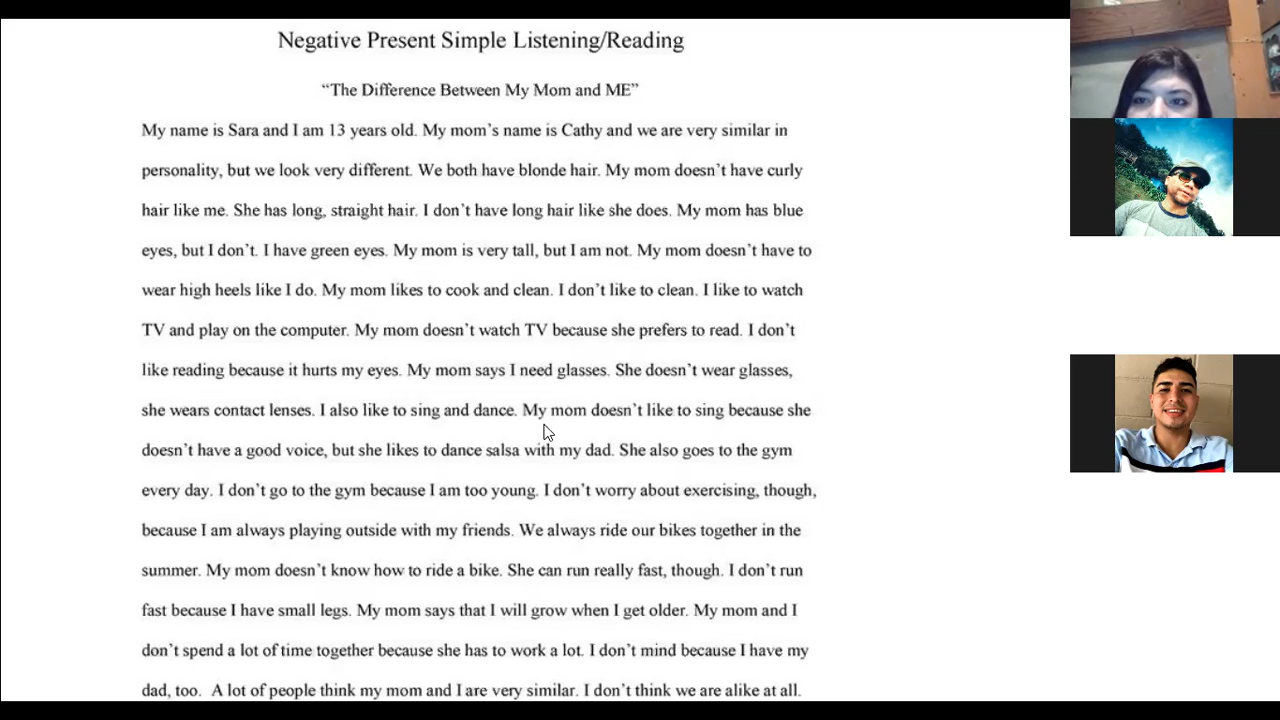 Negative Present Simple Listening/Reading
“The Difference Between My Mom and ME”
My name is Sara and I am 13 years old. My mom’s name is Cathy and we are very similar in
personality, but we look very different. We both have blonde hair. My mom doesn’t have curly
hair like me. She has long, straight hair. I don’t have long hair like she does. My mom has blue
eyes, but I don’t. I have green eyes. My mom is very tall, but I am not. My mom doesn’t have to
wear high heels like I do. My mom likes to cook and clean. I don’t like to clean. I like to watch
TV and play on the computer. My mom doesn’t watch TV because she prefers to read. I don’t
like reading because it hurts my eyes. My mom says I need glasses. She doesn’t wear glasses,
she wears contact lenses. I also like to sing and dance. My mom doesn’t like to sing because she
doesn’t have a good voice, but she likes to dance salsa with my dad. She also goes to the gym
every day. I don’t go to the gym because I am too young. I don’t worry about exercising, though,
because I am always playing outside with my friends. We always ride our bikes together in the
summer. My mom doesn’t know how to ride a bike. She can run really fast, though. I don’t run
fast because I have small legs. My mom says that I will grow when I get older. My mom and I
don’t spend a lot of time together because she has to work a lot. I don’t mind because I have my
dad, too.  A lot of people think my mom and I are very similar. I don’t think we are alike at all.